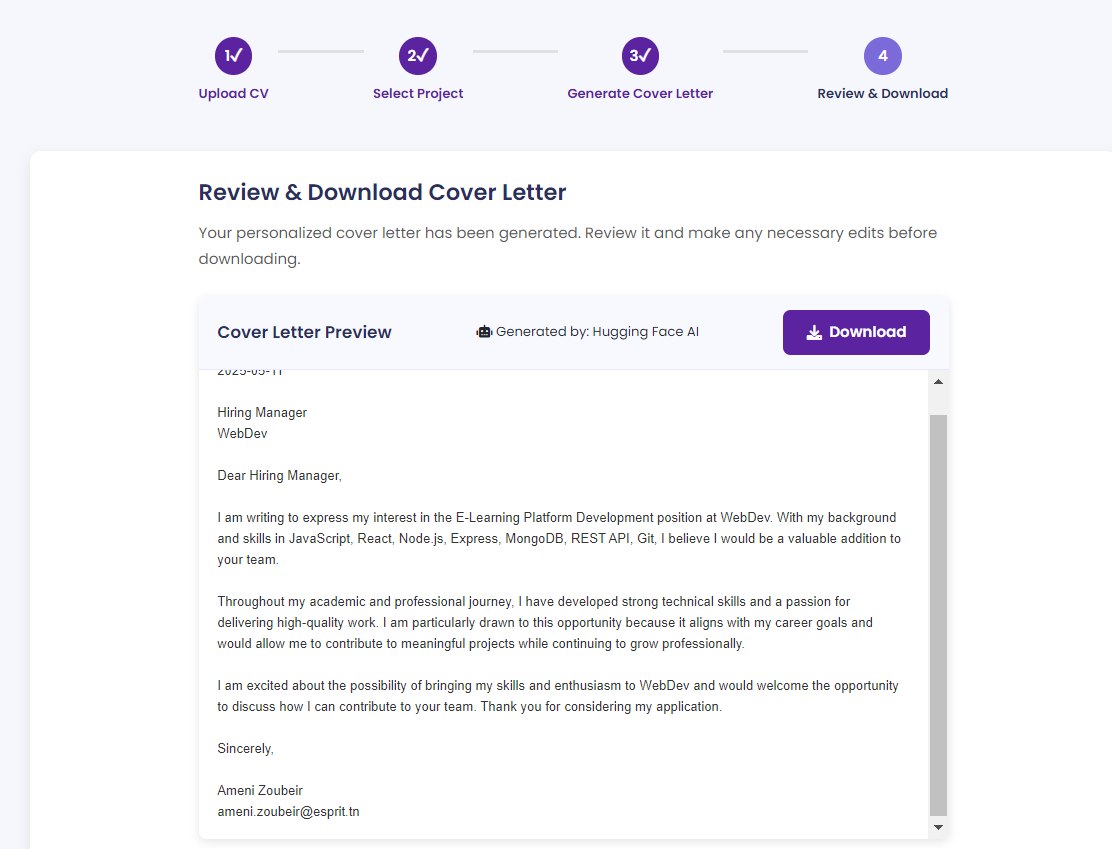 1✓
2✓
3✓
4
Upload CV
Select Project
Generate Cover Letter
Review & Download
Review & Download Cover Letter
Your personalized cover letter has been generated. Review it and make any necessary edits before
downloading.
Cover Letter Preview
Generated by: Hugging Face AI
Download
2025-05-11
Hiring Manager
WebDev
Dear Hiring Manager,
I am writing to express my interest in the E-Learning Platform Development position at WebDev. With my background
and skills in JavaScript, React, Node.js, Express, MongoDB, REST API, Git, I believe I would be a valuable addition to
your team.
Throughout my academic and professional journey, I have developed strong technical skills and a passion for
delivering high-quality work. I am particularly drawn to this opportunity because it aligns with my career goals and
would allow me to contribute to meaningful projects while continuing to grow professionally.
I am excited about the possibility of bringing my skills and enthusiasm to WebDev and would welcome the opportunity
to discuss how I can contribute to your team. Thank you for considering my application.
Sincerely,
Ameni Zoubeir
ameni.zoubeir@esprit.tn